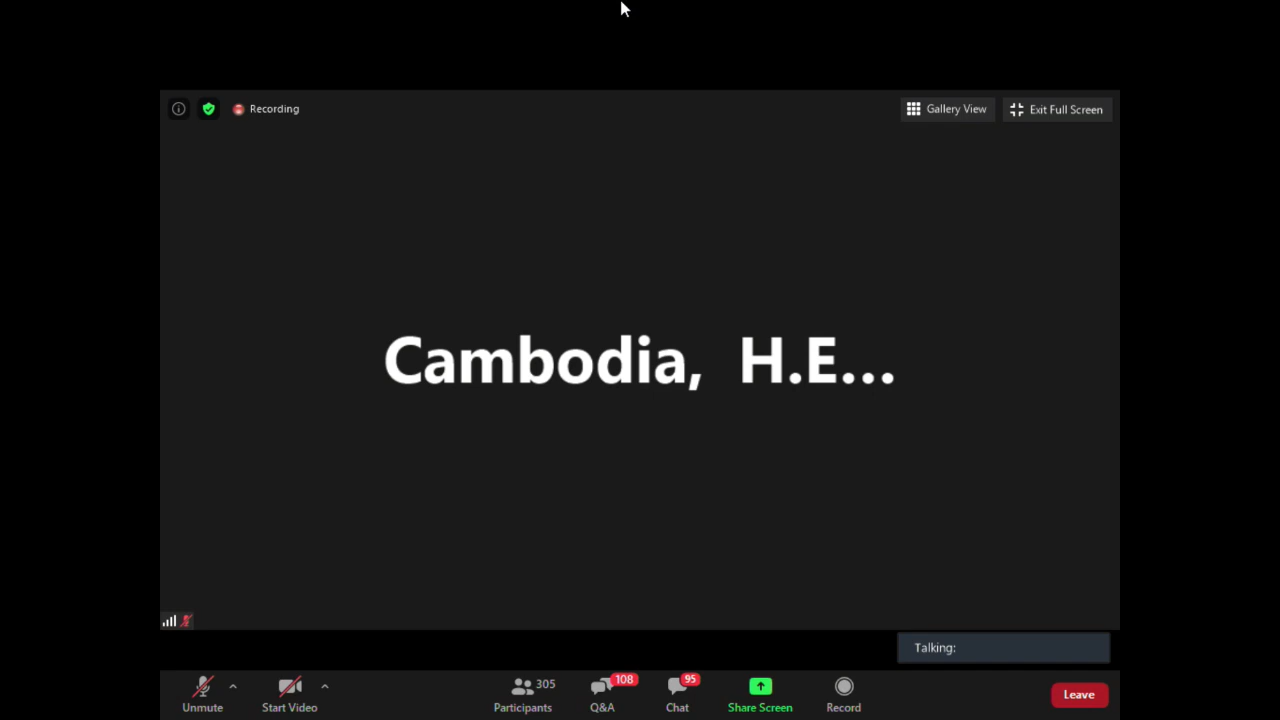 Recording
Gallery View
Exit Full Screen
Cambodia, H.E...
Talking:
305
108
95
Unmute
Start Video
Participants
Q&A
Chat
Share Screen
Record
Leave